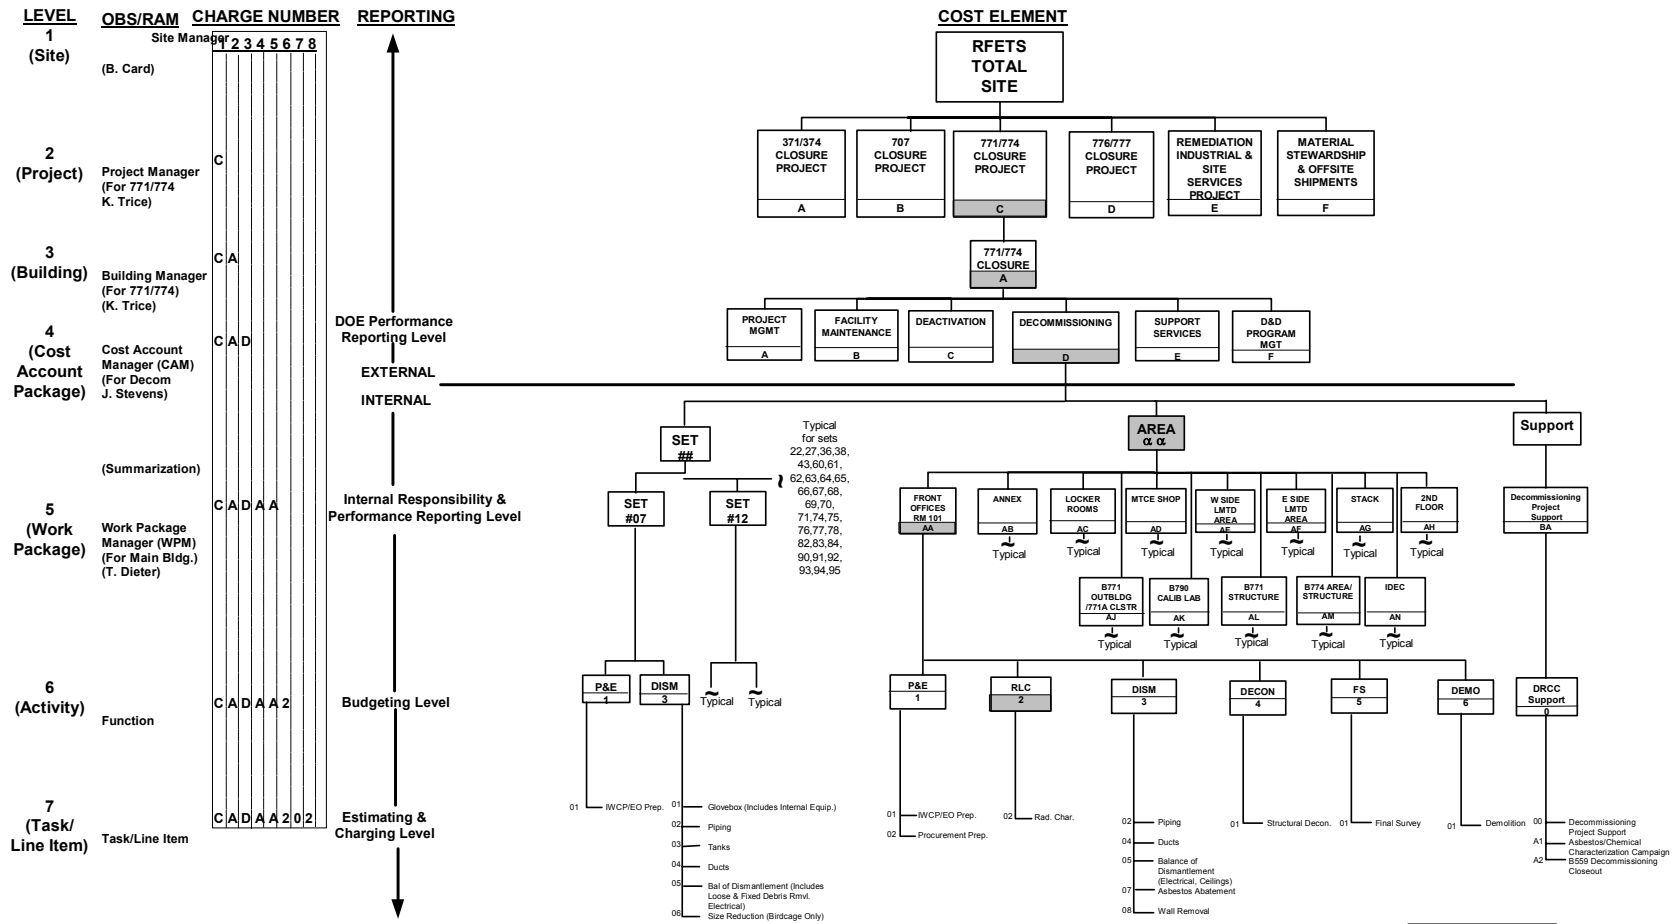 LEVEL
OBS/RAM
CHARGE NUMBER
REPORTING
COST ELEMENT
1
(Site)
Site Manager
1 2 3 4 5 6 7 8
(B. Card)
RFETS
TOTAL
SITE
2
(Project)
Project Manager
(For 771/774
K. Trice)
C
371/374
CLOSURE
PROJECT
A
707
CLOSURE
PROJECT
B
771/774
CLOSURE
PROJECT
C
776/777
CLOSURE
PROJECT
D
REMEDIATION
INDUSTRIAL &
SITE
SERVICES
PROJECT
E
MATERIAL
STEWARDSHIP
& OFFSITE
SHIPMENTS
F
3
(Building)
Building Manager
(For 771/774)
(K. Trice)
C A
771/774
CLOSURE
A
4
(Cost
Account
Package)
Cost Account
Manager (CAM)
(For Decom
J. Stevens)
C A D
DOE Performance
Reporting Level
EXTERNAL
INTERNAL
PROJECT
MGMT
A
FACILITY
MAINTENANCE
B
DEACTIVATION
C
DECOMMISSIONING
D
SUPPORT
SERVICES
E
D&D
PROGRAM
MGT
F
SET
##
Typical
for sets
22,27,36,38,
43,60,61,
62,63,64,65,
66,67,68,
69,70,
71,74,75,
76,77,78,
82,83,84,
90,91,92,
93,94,95
AREA
α α
Support
(Summarization)
5
(Work
Package)
Work Package
Manager (WPM)
(For Main Bldg.)
(T. Dieter)
C A D A A
Internal Responsibility &
Performance Reporting Level
SET
#07
SET
#12
FRONT
OFFICES
RM 101
AA
ANNEX
AB
Typical
LOCKER
ROOMS
AC
Typical
MTCE SHOP
AD
Typical
W SIDE
LMTD
AREA
AE
Typical
E SIDE
LMTD
AREA
AF
Typical
STACK
AG
Typical
2ND
FLOOR
AH
Typical
Decommissioning
Project
Support
BA
B771
OUTBLDG
/771A CLSTR
AJ
Typical
B790
CALIB LAB
AK
Typical
B771
STRUCTURE
AL
Typical
B774 AREA/
STRUCTURE
AM
Typical
IDEC
AN
Typical
6
(Activity)
Function
C A D A A 2
Budgeting Level
P&E
1
DISM
3
Typical
Typical
P&E
1
RLC
2
DISM
3
DECON
4
FS
5
DEMO
6
DRCC
Support
0
7
(Task/
Line Item)
Task/Line Item
C A D A A 2 0 2
Estimating &
Charging Level
01 IWCP/EO Prep.
01 Glovebox (Includes Internal Equip.)
02 Piping
03 Tanks
04 Ducts
05 Bal of Dismantlement (Includes
Loose & Fixed Debris Rmvl.
Electrical)
06 Size Reduction (Birdcage Only)
01 IWCP/EO Prep.
02 Procurement Prep.
02 Rad. Char.
02 Piping
04 Ducts
05 Balance of
Dismantlement
(Electrical, Ceilings)
07 Asbestos Abatement
08 Wall Removal
01 Structural Decon.
01 Final Survey
01 Demolition
00 Decommissioning
Project Support
A1 Asbestos/Chemical
Characterization Campaign
A2 B559 Decommissioning
Closeout